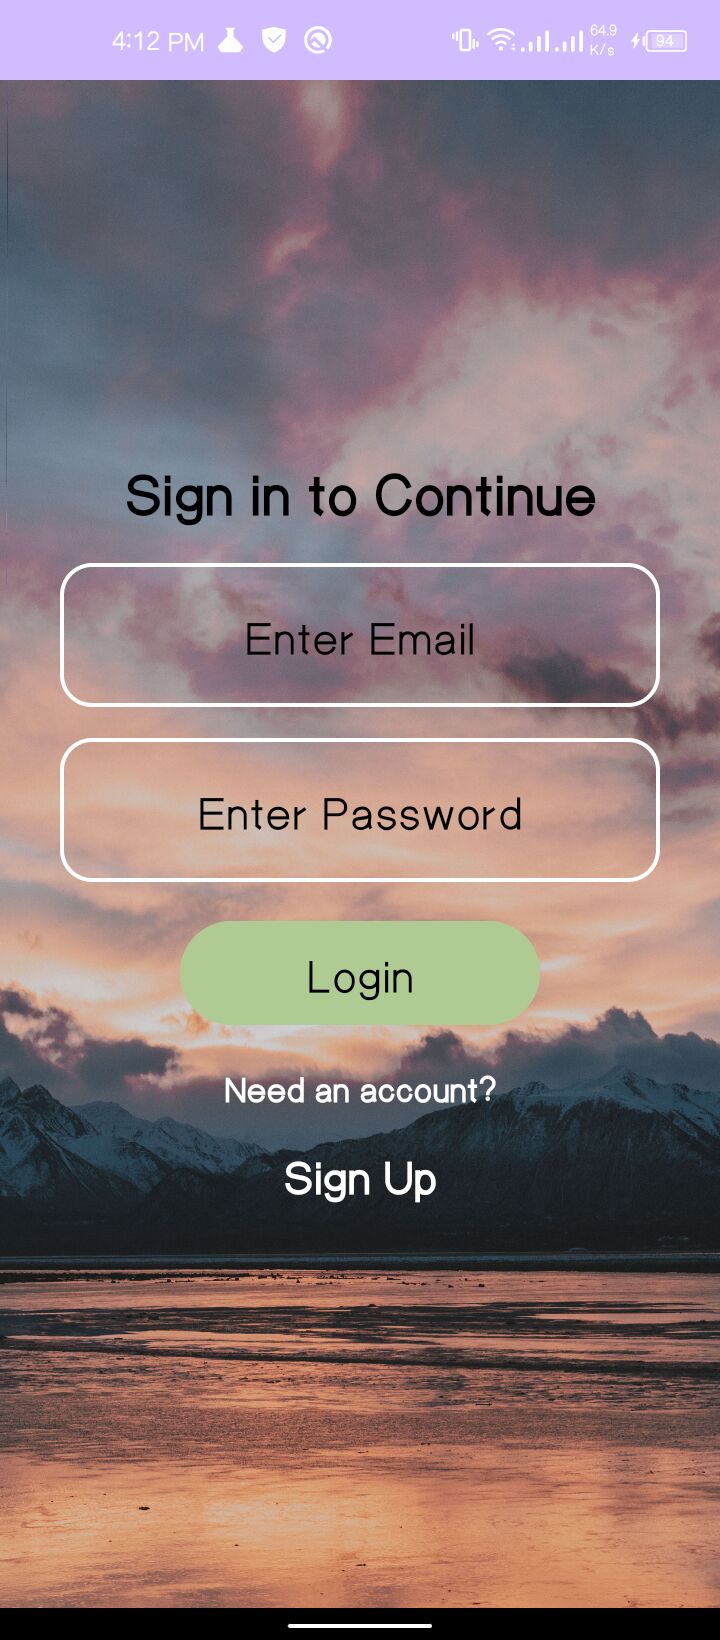 4:12 PM
64.9
K/s
94
Sign in to Continue
Enter Email
Enter Password
Login
Need an account?
Sign Up